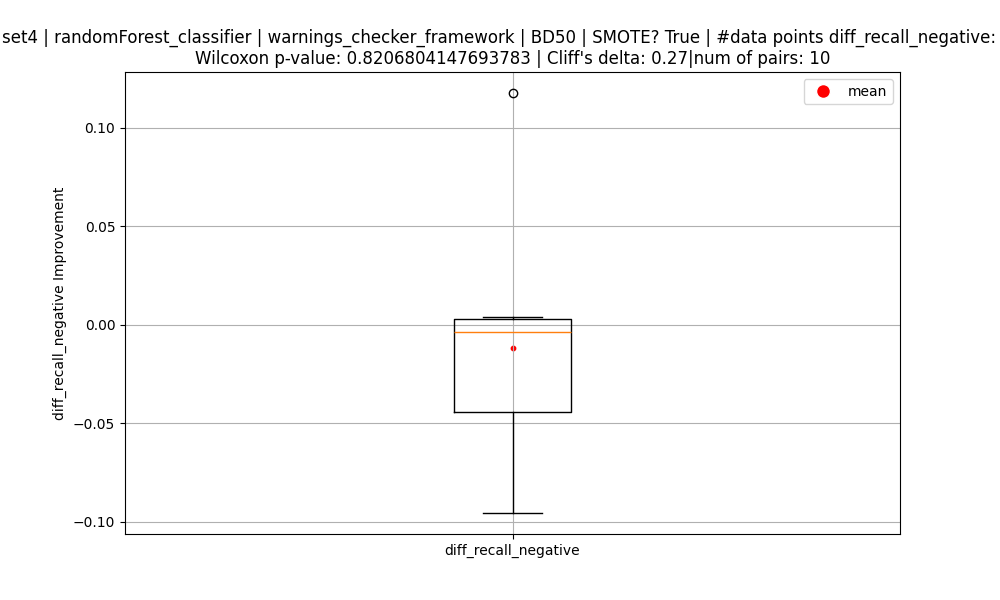 set4 | randomForest_classifier | warnings_checker_framework | BD50 | SMOTE? True | #data points diff_recall_negative:
Wilcoxon p-value: 0.8206804147693783 | Cliff's delta: 0.27|num of pairs: 10
mean
0.10
0.05
0.00
−0.05
−0.10
diff_recall_negative Improvement
diff_recall_negative